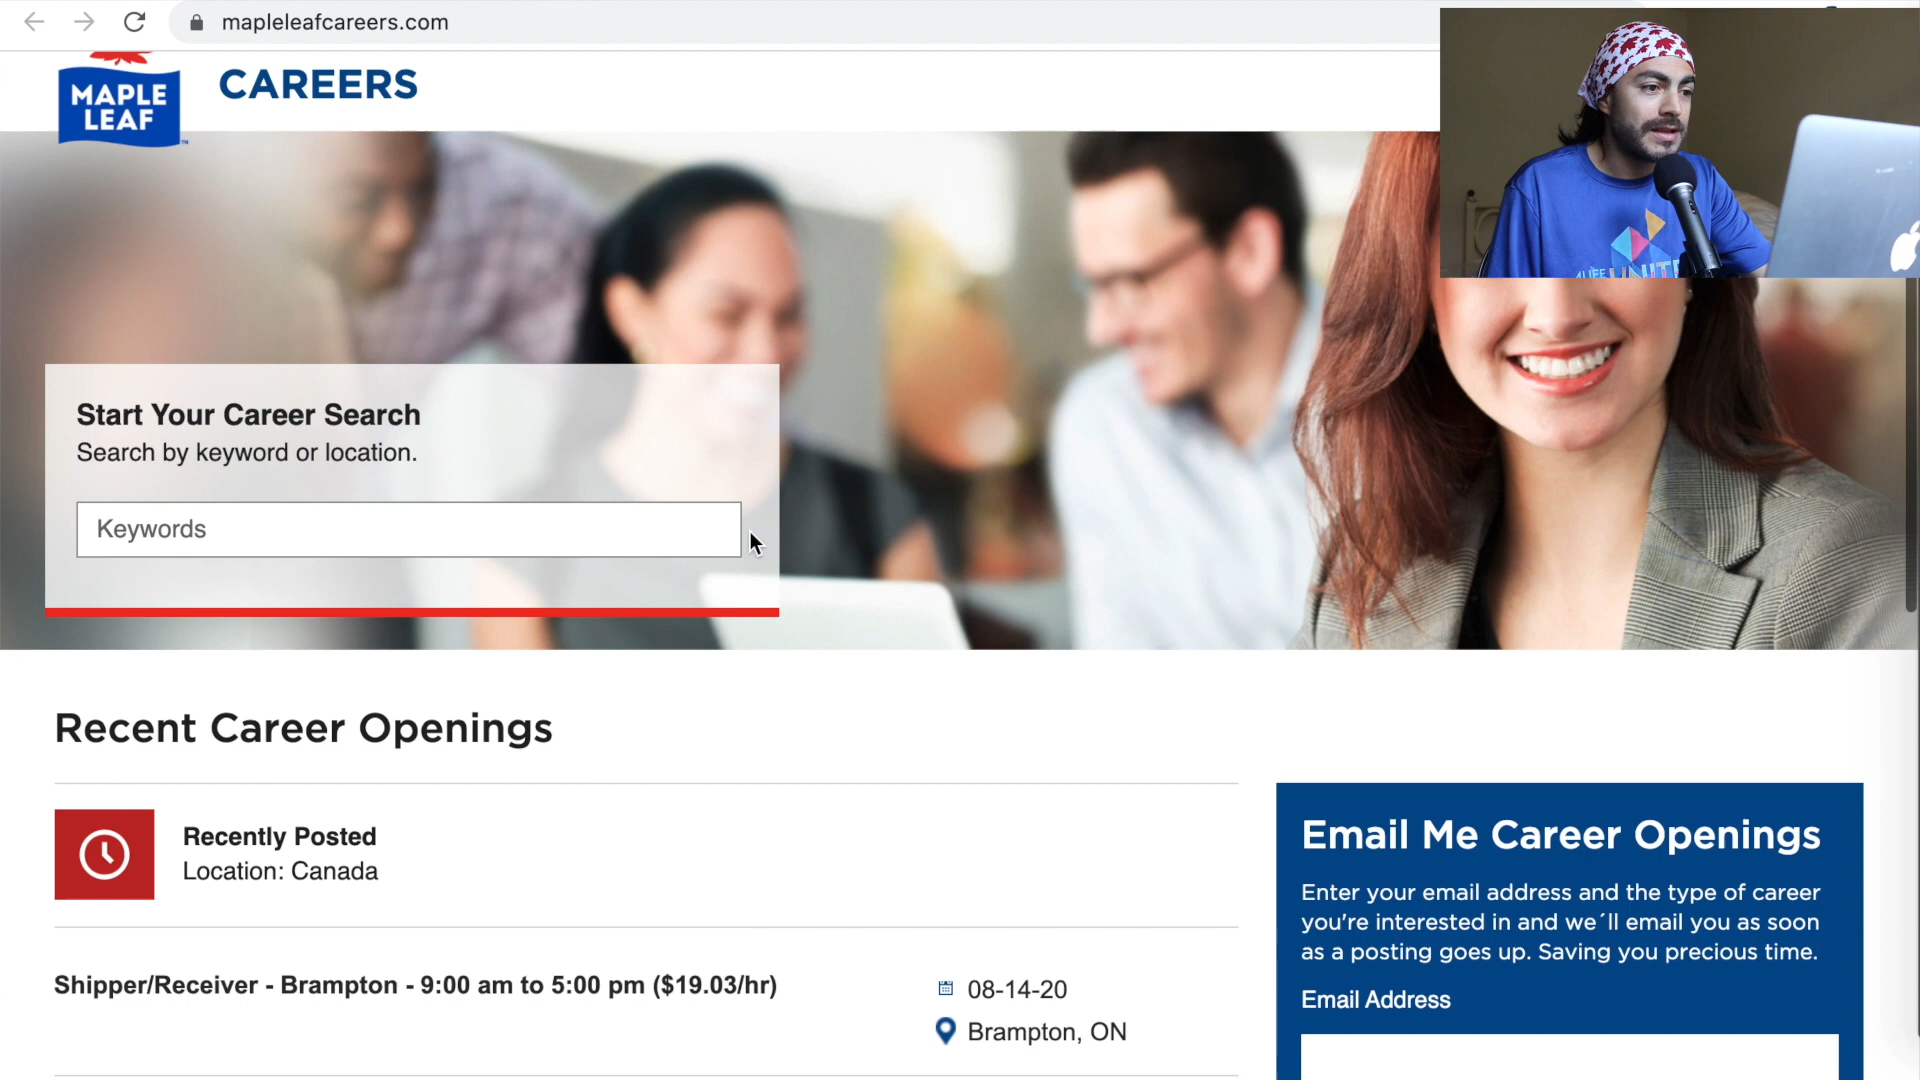 mapleleafcareers.com
MAPLE
LEAF
CAREERS
UNITE
Start Your Career Search
Search by keyword or location.
Keywords
Recent Career Openings
Recently Posted
Location: Canada
Shipper/Receiver - Brampton - 9:00 am to 5:00 pm ($19.03/hr)
08-14-20
Brampton, ON
Email Me Career Openings
Enter your email address and the type of career
you're interested in and we´ll email you as soon
as a posting goes up. Saving you precious time.
Email Address